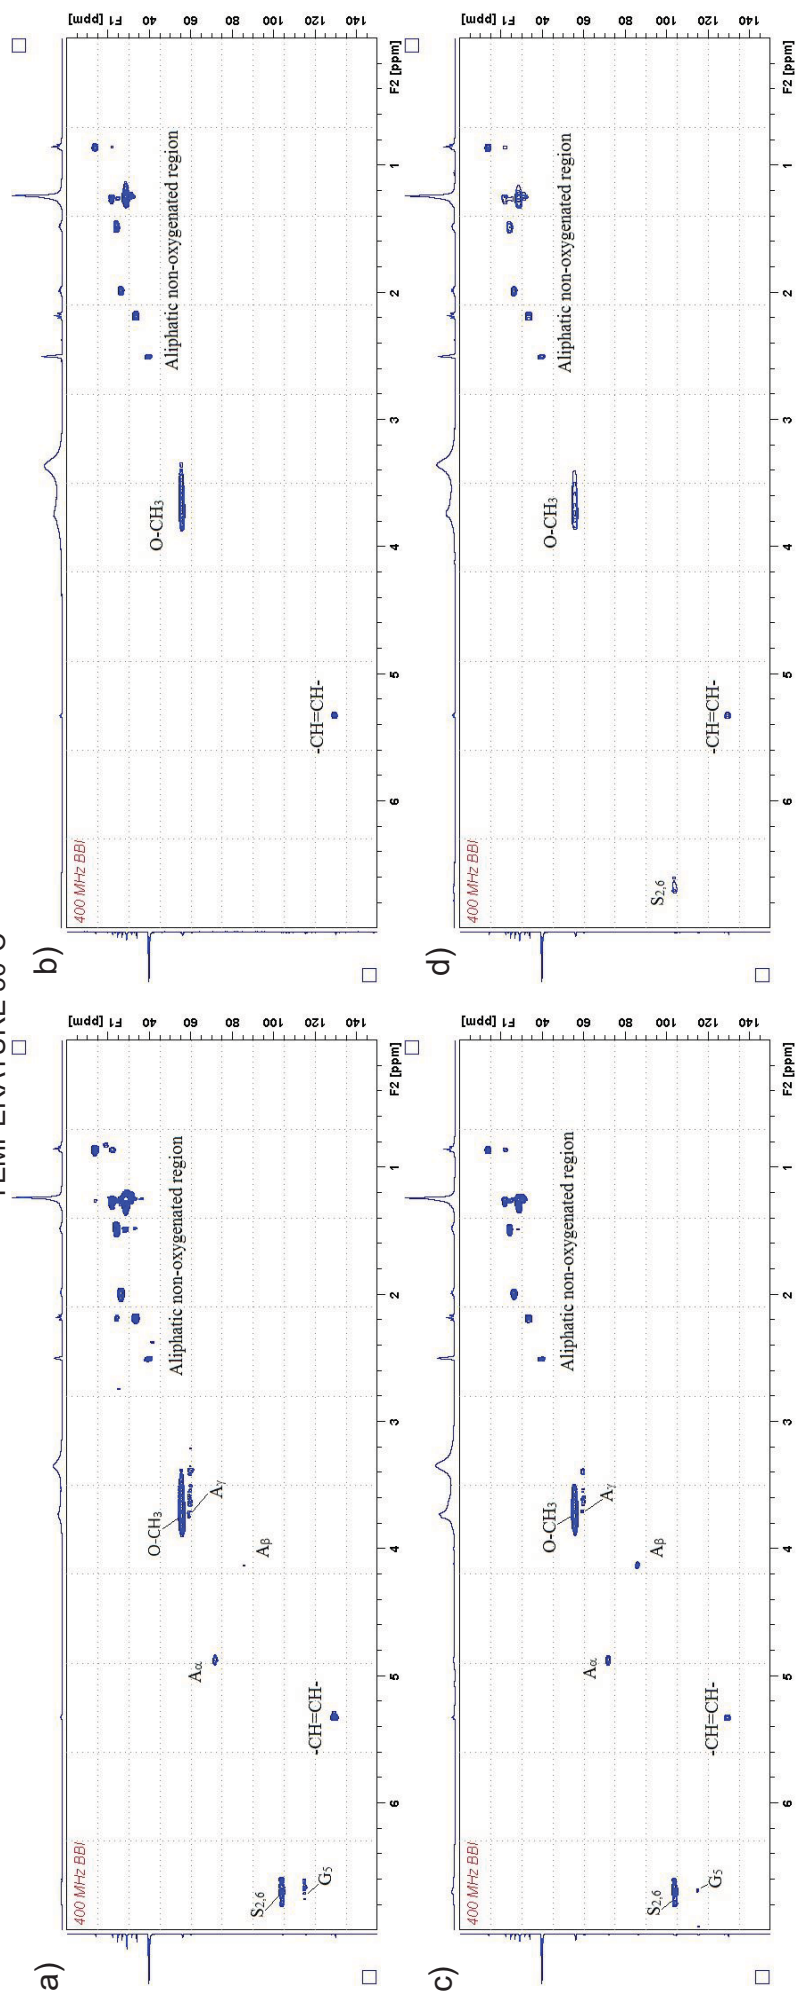 TEMPERATURE
a)
400 MHz BBI
F1 [ppm]
40
60
80
100
120
140
Aliphatic non-oxygenated region
O-CH3
Aγ
Aβ
Aα
-CH=CH-
S2,6
G5
6 5 4 3 2 1 F2 [ppm]
b)
400 MHz BBI
F1 [ppm]
40
60
80
100
120
140
Aliphatic non-oxygenated region
O-CH3
-CH=CH-
6 5 4 3 2 1 F2 [ppm]
c)
400 MHz BBI
F1 [ppm]
40
60
80
100
120
140
Aliphatic non-oxygenated region
O-CH3
Aγ
Aβ
Aα
-CH=CH-
S2,6
G5
6 5 4 3 2 1 F2 [ppm]
d)
400 MHz BBI
F1 [ppm]
40
60
80
100
120
140
Aliphatic non-oxygenated region
O-CH3
-CH=CH-
S2,6
6 5 4 3 2 1 F2 [ppm]